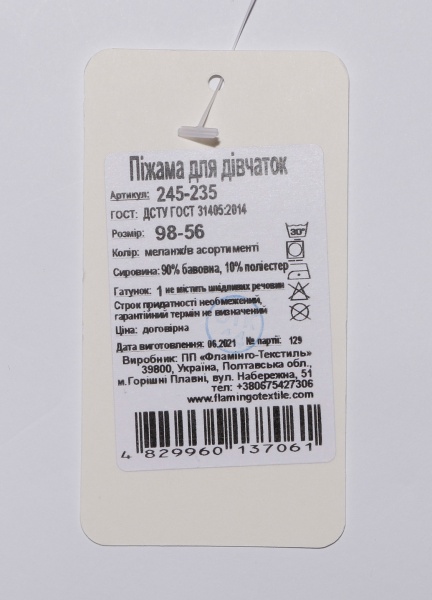 Піжама для дівчаток
Артикул: 245-235
ГОСТ: ДСТУ ГОСТ 31405:2014
Розмір: 98-56
30°
Колір: меланж/в асортименті
Сировина: 90% бавовна, 10% поліестер
Гатунок: 1 не містить шкідливих речовин
Строк придатності необмежений,
гарантійний термін не визначений
Ціна: договірна
Дата виготовлення: 06.2021 № партії: 129
Виробник: ПП «Фламінго-Текстиль»
39800, Україна, Полтавська обл.,
м.Горішні Плавні, вул. Набережна, 51
тел: +380675427306
www.flamingotextile.com
4 829960 137061